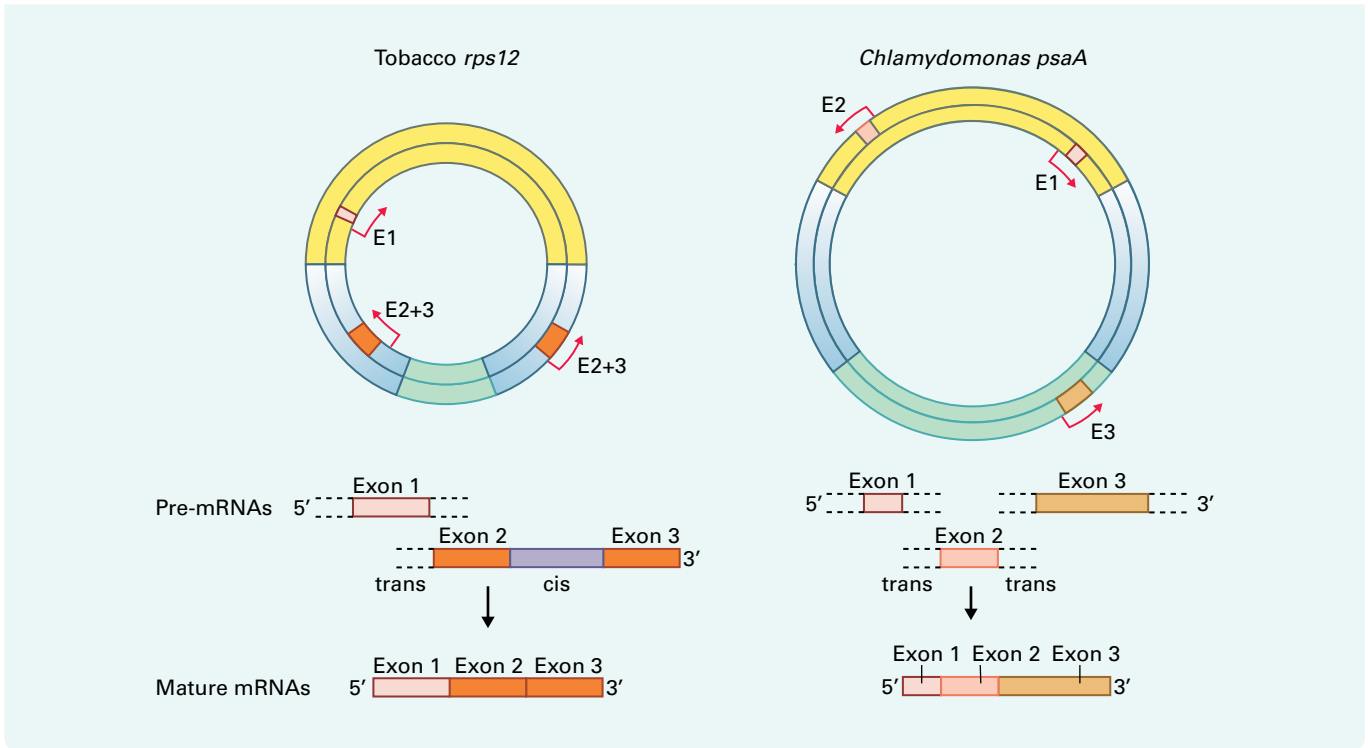 Tobacco rps12
E1
E2+3
E2+3
Chlamydomonas psaA
E2
E1
E3
Pre-mRNAs 5′ Exon 1
Exon 2 Exon 3 3′
trans cis
Mature mRNAs 5′ Exon 1 Exon 2 Exon 3 3′
5′ Exon 1 Exon 3 3′
Exon 2
trans trans
Exon 1 Exon 2 Exon 3
5′ 3′